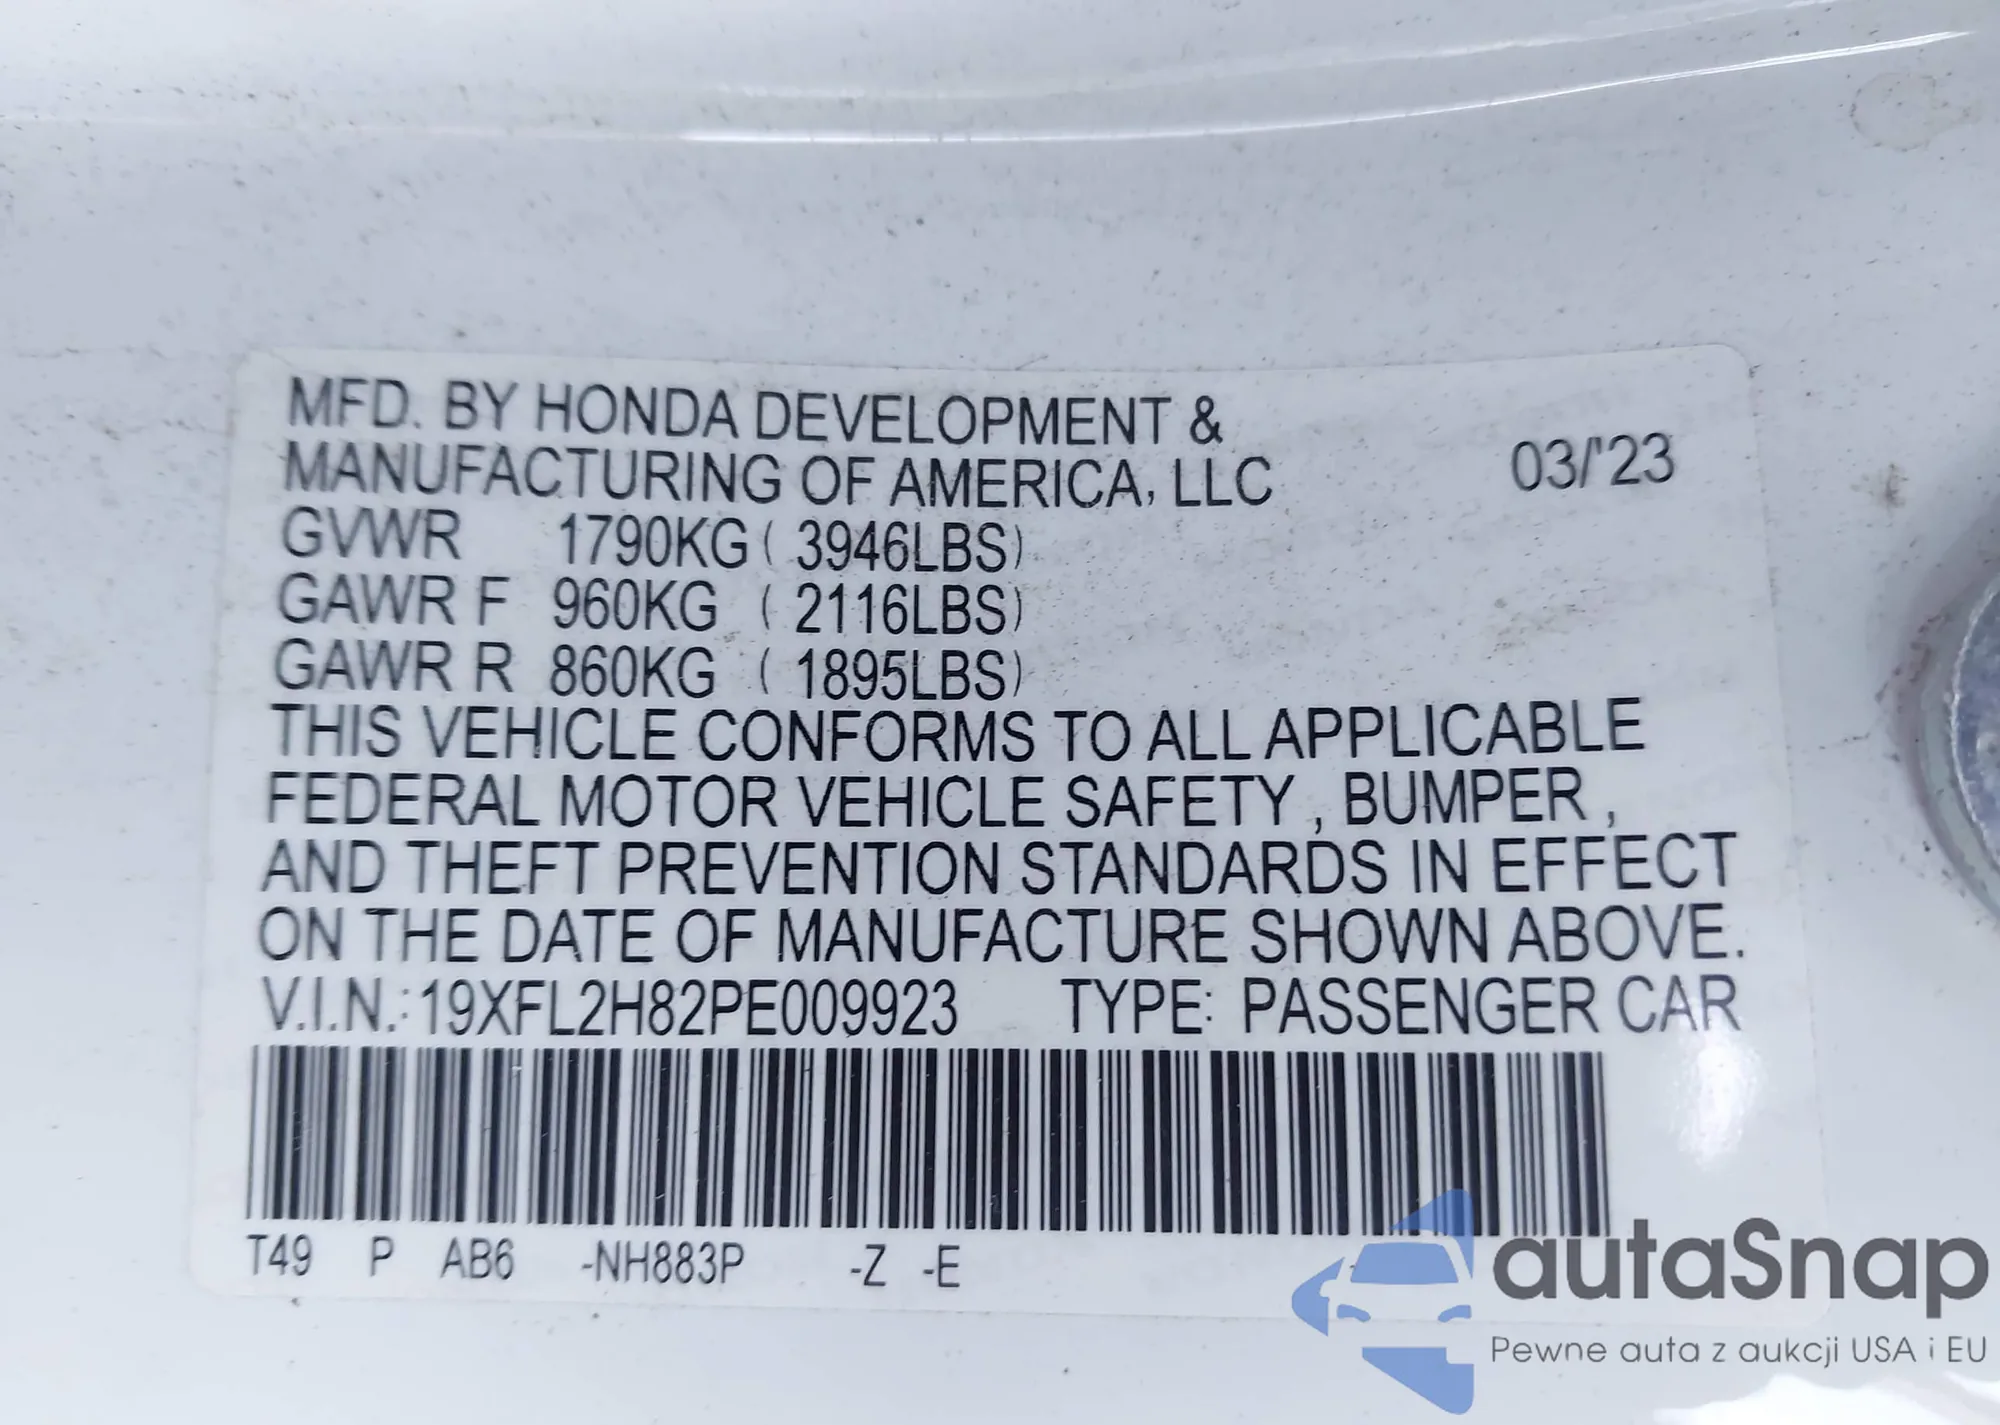 MFD. BY HONDA DEVELOPMENT &
MANUFACTURING OF AMERICA, LLC 03/'23
GVWR 1790KG ( 3946LBS)
GAWR F 960KG ( 2116LBS)
GAWR R 860KG ( 1895LBS)
THIS VEHICLE CONFORMS TO ALL APPLICABLE
FEDERAL MOTOR VEHICLE SAFETY , BUMPER ,
AND THEFT PREVENTION STANDARDS IN EFFECT
ON THE DATE OF MANUFACTURE SHOWN ABOVE.
V.I.N.:19XFL2H82PE009923 TYPE: PASSENGER CAR
T49 P AB6 -NH883P -Z -E -
autaSnap
Pewne auta z aukcji USA i EU